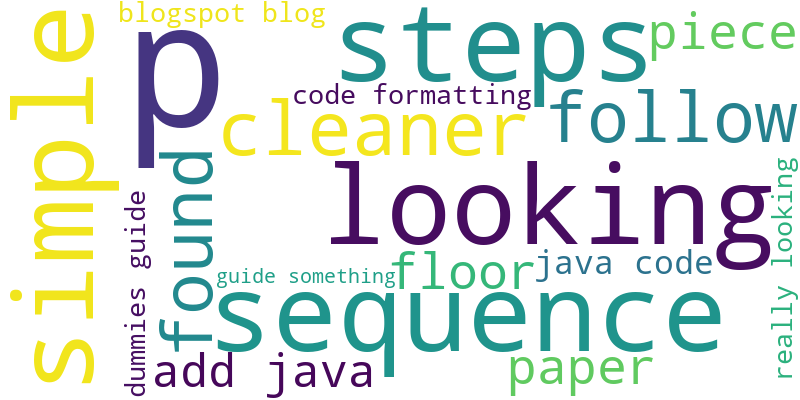 blogspot blog
steps
piece
simple
p
code formatting
cleaner
follow
looking
found
really looking
dummies guide
floor
java code
guide something
sequence
add java
paper